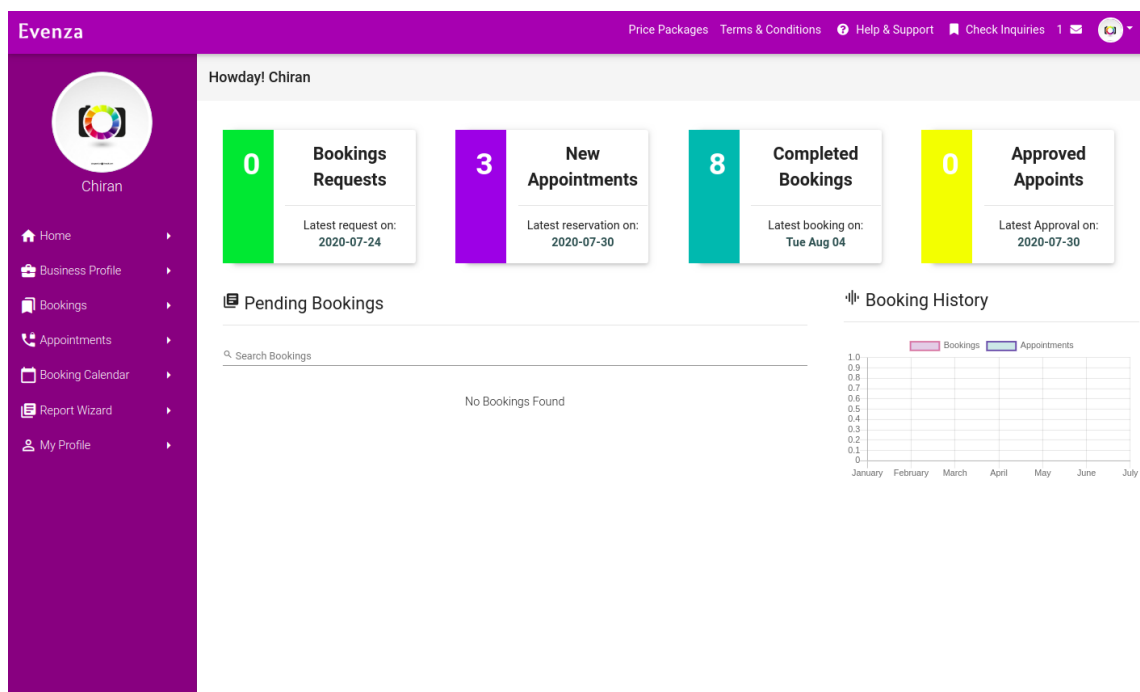 Evenza
Price Packages Terms & Conditions Help & Support Check Inquiries 1
Chiran
Home
Business Profile
Bookings
Appointments
Booking Calendar
Report Wizard
My Profile
Howday! Chiran
0
Bookings
Requests
Latest request on:
2020-07-24
3
New
Appointments
Latest reservation on:
2020-07-30
8
Completed
Bookings
Latest booking on:
Tue Aug 04
0
Approved
Appoints
Latest Approval on:
2020-07-30
Pending Bookings
Search Bookings
No Bookings Found
Booking History
Bookings Appointments
1.0
0.9
0.8
0.7
0.6
0.5
0.4
0.3
0.2
0.1
0
January February March April May June July